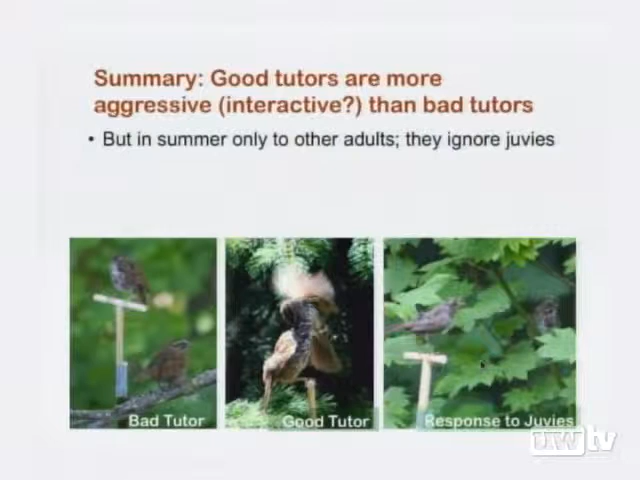 Summary: Good tutors are more
aggressive (interactive?) than bad tutors
• But in summer only to other adults; they ignore juvies
Bad Tutor
Good Tutor
Response to Juvies
UWtv